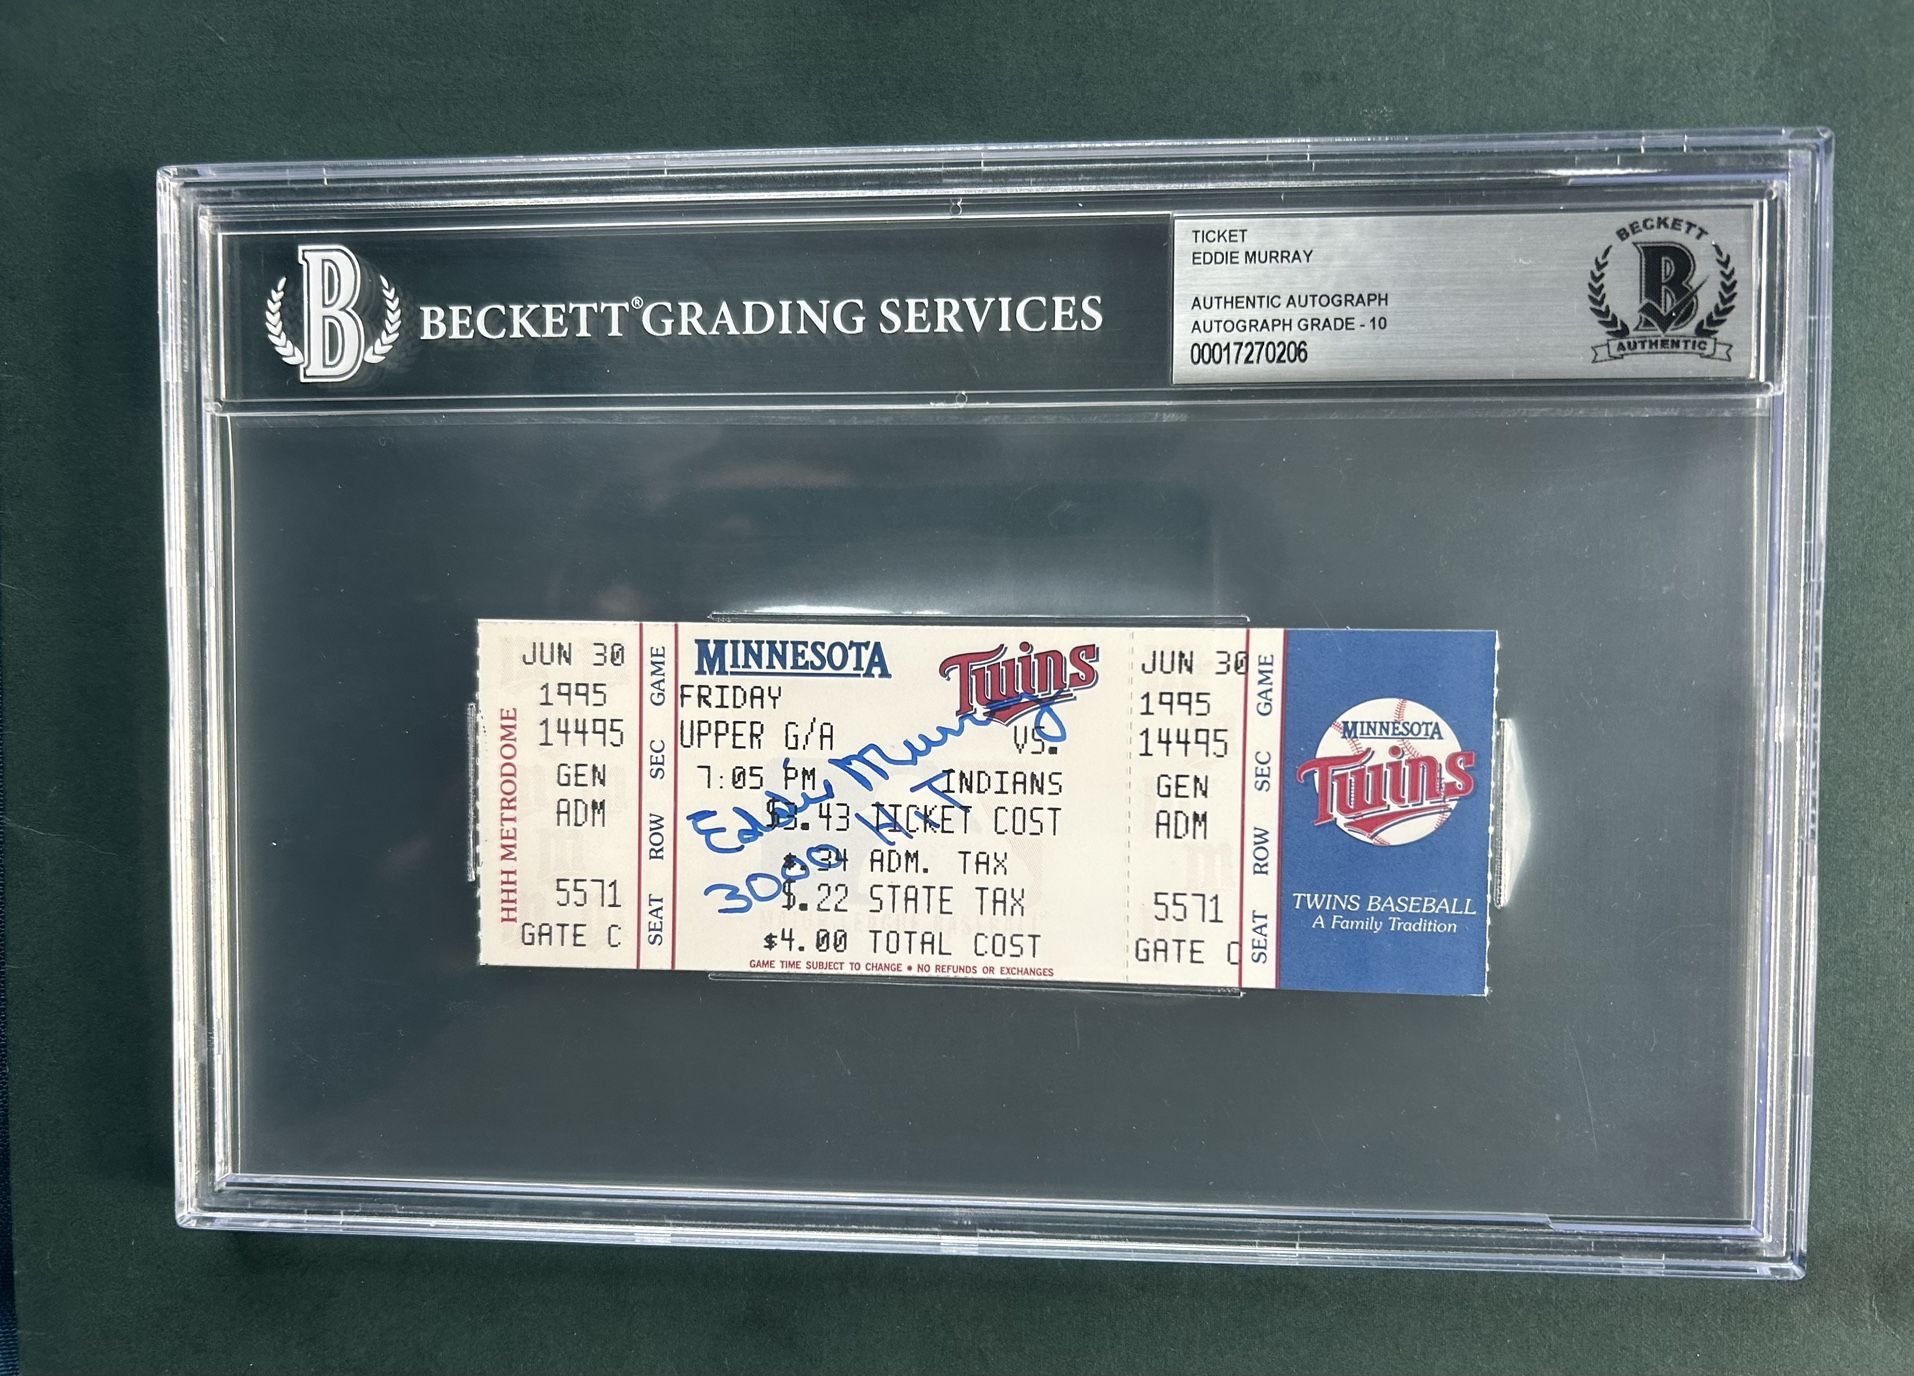 BECKETT® GRADING SERVICES
TICKET
EDDIE MURRAY
AUTHENTIC AUTOGRAPH
AUTOGRAPH GRADE - 10
00017270206
BECKETT
B
AUTHENTIC
B
HHH METRODOME
JUN 30
1995
14495
GEN
ADM
5571
GATE C
GAME
SEC
ROW
SEAT
MINNESOTA Twins
FRIDAY
UPPER G/A VS.
7:05 PM INDIANS
$3.43 TICKET COST
$.34 ADM. TAX
$.22 STATE TAX
$4.00 TOTAL COST
GAME TIME SUBJECT TO CHANGE • NO REFUNDS OR EXCHANGES
Eddie Murray
3000 HIT
JUN 30
1995
14495
GEN
ADM
5571
GATE C
GAME
SEC
ROW
SEAT
MINNESOTA
Twins
TWINS BASEBALL
A Family Tradition